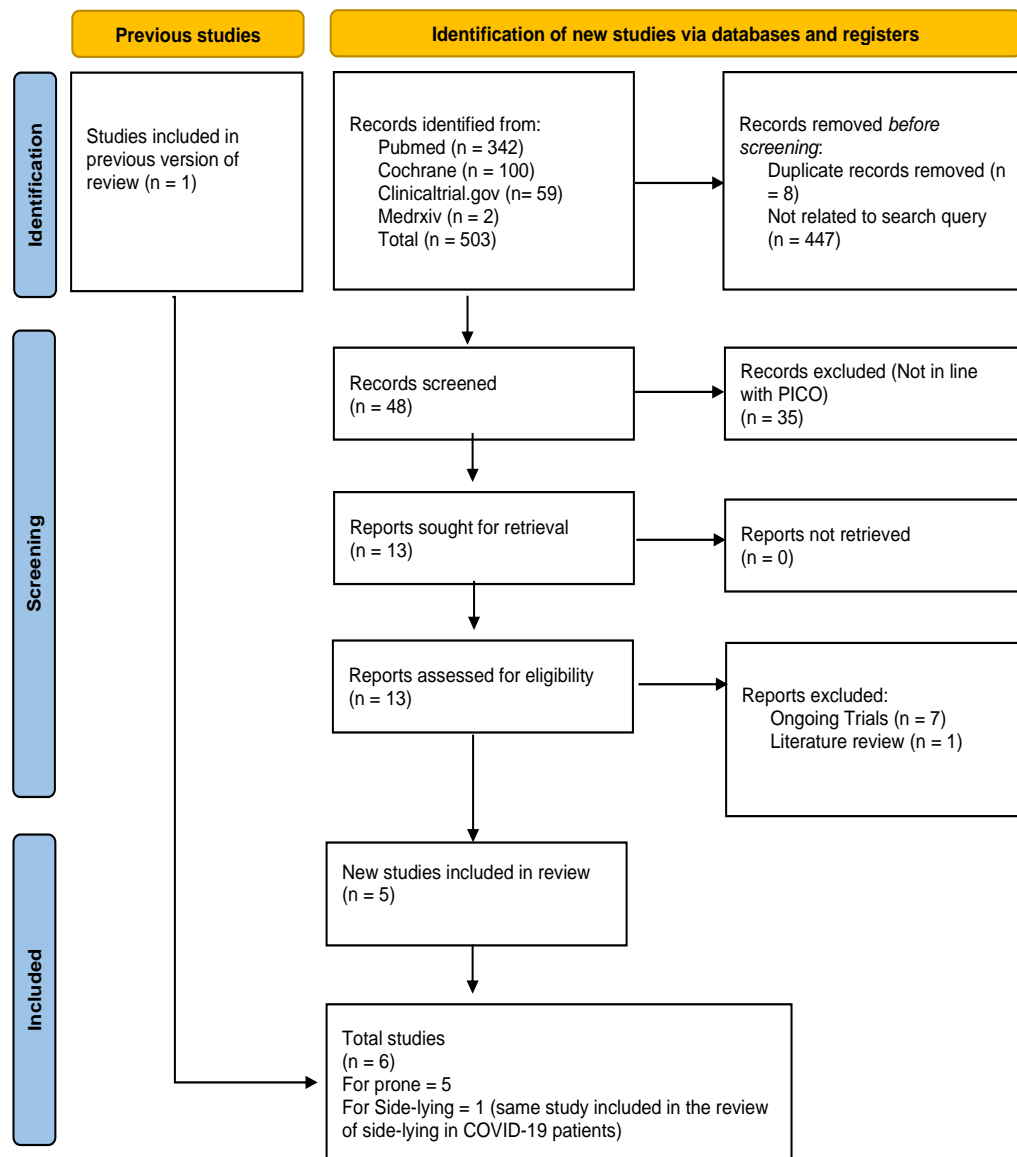 Previous studies
Identification of new studies via databases and registers
Identification
Studies included in
previous version of
review (n = 1)
Records identified from:
Pubmed (n = 342)
Cochrane (n = 100)
Clinicaltrial.gov (n= 59)
Medrxiv = 2)
Total (n = 503)
Records removed before
screening:
Duplicate records removed (n
= 8)
Not related to search query
(n = 447)
Screening
Records screened
(n = 48)
Records excluded (Not in line
with PICO)
(n = 35)
Reports sought for retrieval
(n = 13)
Reports not retrieved
(n = 0)
Reports assessed for eligibility
(n = 13)
Reports excluded:
Ongoing Trials (n = 7)
Literature review (n = 1)
Included
New studies included in review
(n = 5)
Total studies
(n = 6)
For prone = 5
For Side-lying = 1 (same study included in the review
of side-lying in COVID-19 patients)